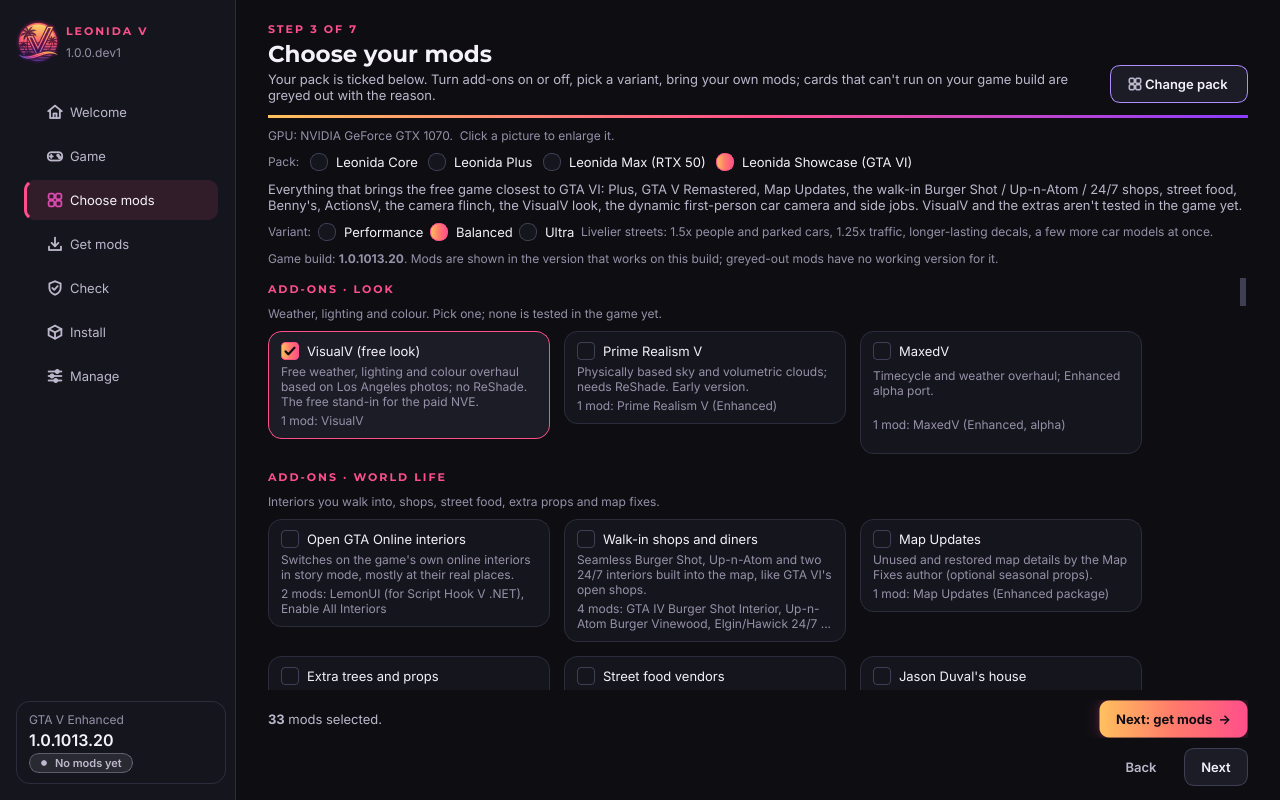 LEONIDA V
1.0.0.dev1
Welcome
Game
Choose mods
Get mods
Check
Install
Manage
GTA V Enhanced
1.0.1013.20
No mods yet
STEP 3 OF 7
Choose your mods
Your pack is ticked below. Turn add-ons on or off, pick a variant, bring your own mods; cards that can't run on your game build are
greyed out with the reason.
Change pack
GPU: NVIDIA GeForce GTX 1070. Click a picture to enlarge it.
Pack: Leonida Core Leonida Plus Leonida Max (RTX 50) Leonida Showcase (GTA VI)
Everything that brings the free game closest to GTA VI: Plus, GTA V Remastered, Map Updates, the walk-in Burger Shot / Up-n-Atom / 24/7 shops, street food,
Benny's, ActionsV, the camera flinch, the VisualV look, the dynamic first-person car camera and side jobs. VisualV and the extras aren't tested in the game yet.
Variant: Performance Balanced Ultra Livelier streets: 1.5x people and parked cars, 1.25x traffic, longer-lasting decals, a few more car models at once.
Game build: 1.0.1013.20. Mods are shown in the version that works on this build; greyed-out mods have no working version for it.
ADD-ONS · LOOK
Weather, lighting and colour. Pick one; none is tested in the game yet.
VisualV (free look)
Free weather, lighting and colour overhaul
based on Los Angeles photos; no ReShade.
The free stand-in for the paid NVE.
1 mod: VisualV
Prime Realism V
Physically based sky and volumetric clouds;
needs ReShade. Early version.
1 mod: Prime Realism V (Enhanced)
MaxedV
Timecycle and weather overhaul; Enhanced
alpha port.
1 mod: MaxedV (Enhanced, alpha)
ADD-ONS · WORLD LIFE
Interiors you walk into, shops, street food, extra props and map fixes.
Open GTA Online interiors
Switches on the game's own online interiors
in story mode, mostly at their real places.
2 mods: LemonUI (for Script Hook V .NET),
Enable All Interiors
Walk-in shops and diners
Seamless Burger Shot, Up-n-Atom and two
24/7 interiors built into the map, like GTA VI's
open shops.
4 mods: GTA IV Burger Shot Interior, Up-n-
Atom Burger Vinewood, Elgin/Hawick 24/7 ...
Map Updates
Unused and restored map details by the Map
Fixes author (optional seasonal props).
1 mod: Map Updates (Enhanced package)
Extra trees and props
Street food vendors
Jason Duval's house
33 mods selected.
Next: get mods →
Back
Next